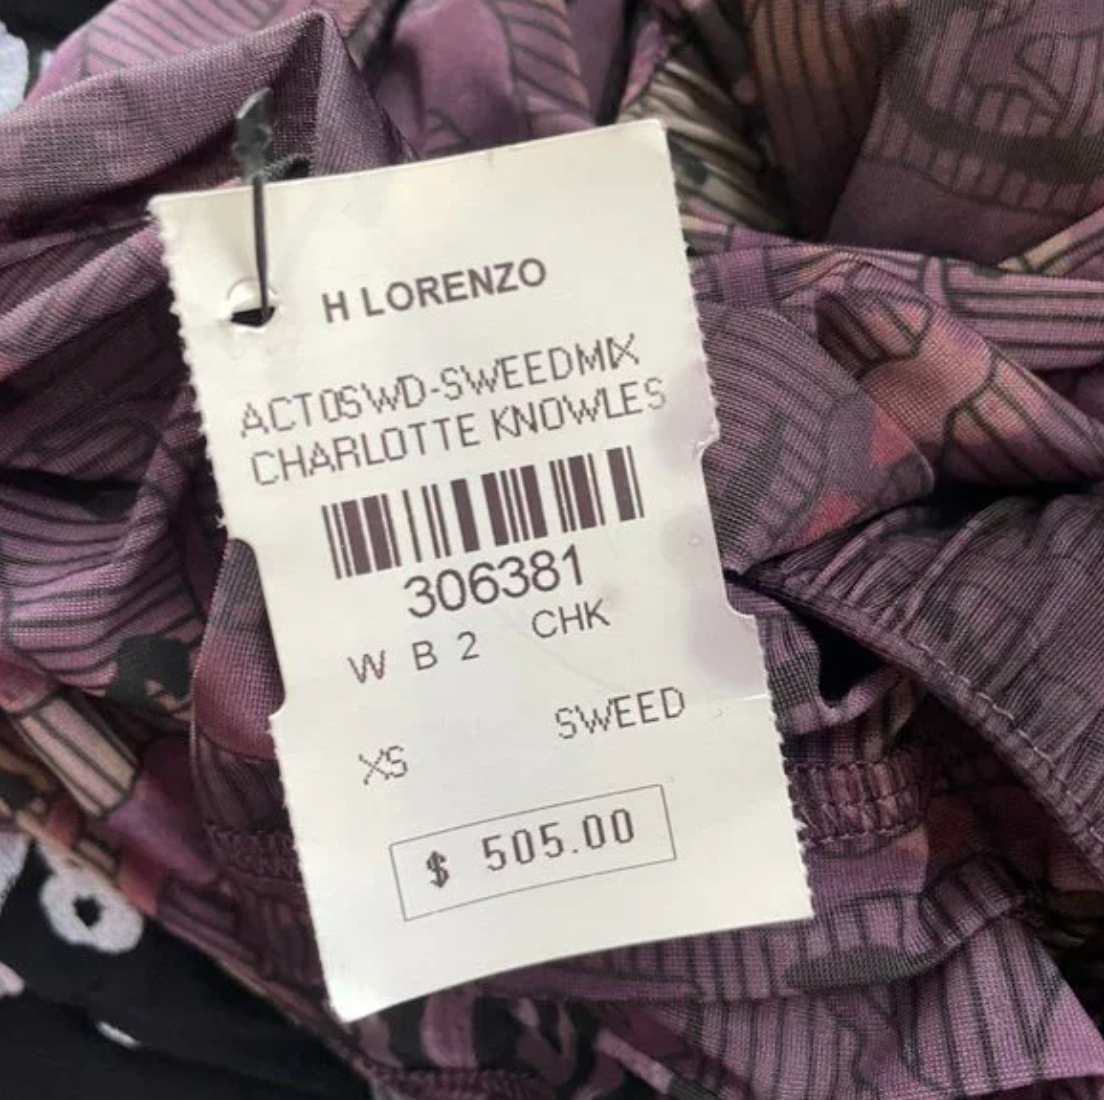 H LORENZO
ACT0SWD-SWEEDMIX
CHARLOTTE KNOWLES
306381
W B 2 CHK
SWEED
XS
$ 505.00